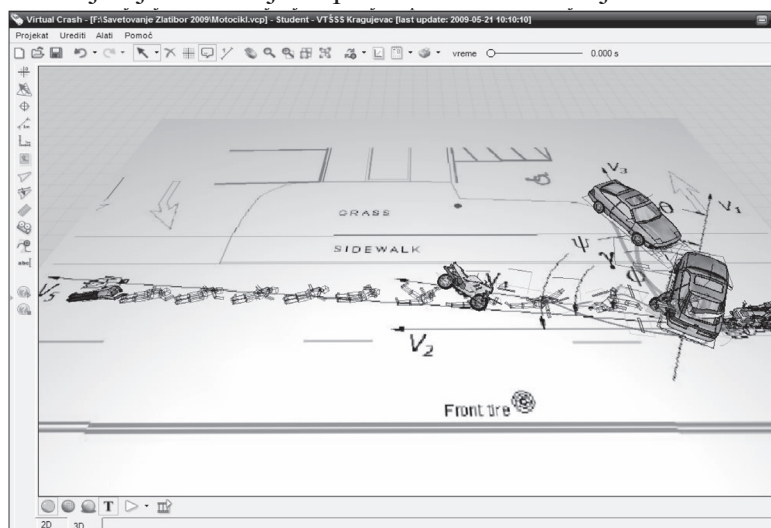 Virtual Crash - [F:\Savetovanje Zlatibor 2009\Motocikl.vcp] - Student - VTŠSS Kragujevac [last update: 2009-05-21 10:10:10]
Projekat Urediti Alati Pomoć
vreme 0.000 s
V3
θ
V1
GRASS
SIDEWALK
ψ
γ
φ
V5
V2
Front tire
abc
T
2D 3D